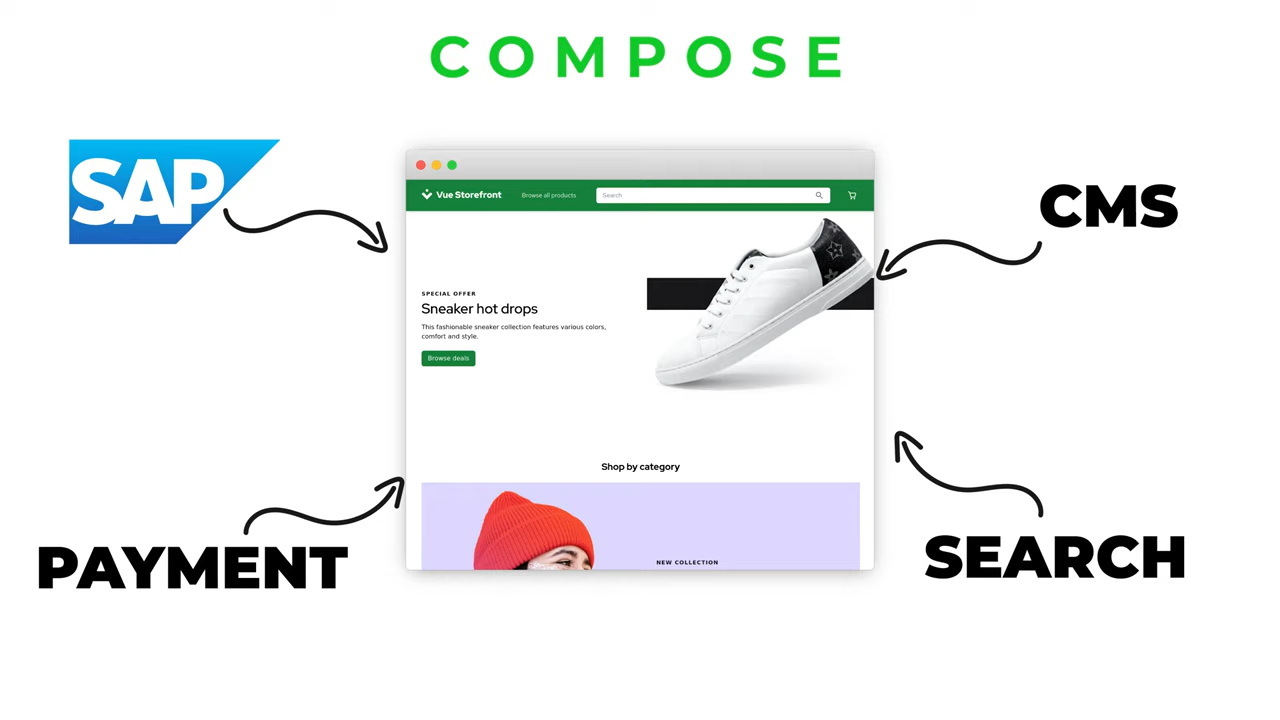 COMPOSE
SAP
Vue Storefront
Browse all products
Search
CMS
SPECIAL OFFER
Sneaker hot drops
This fashionable sneaker collection features various colors,
comfort and style.
Browse deals
Shop by category
NEW COLLECTION
PAYMENT
SEARCH